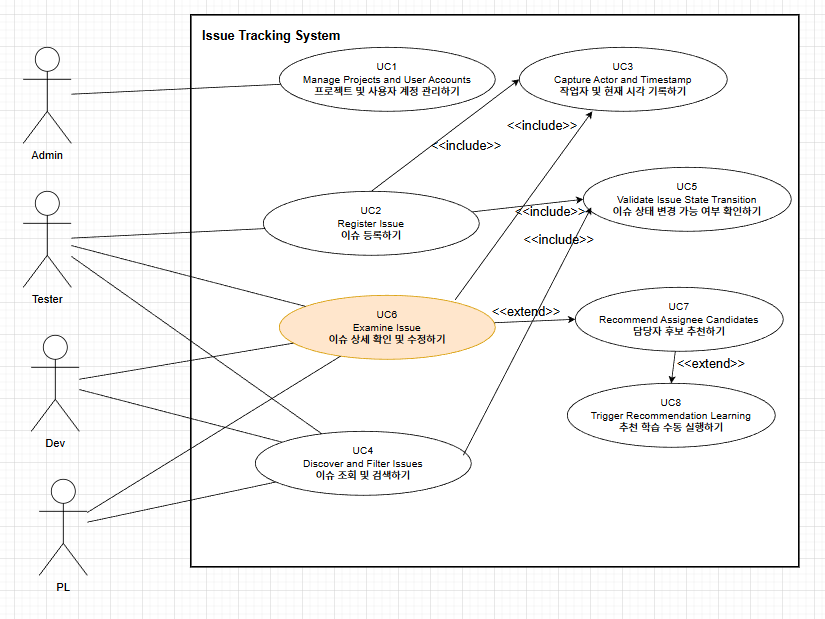 Issue Tracking System
UC1
Manage Projects and User Accounts
프로젝트 및 사용자 계정 관리하기
UC3
Capture Actor and Timestamp
작업자 및 현재 시각 기록하기
<<include>>
<<include>>
Admin
UC2
Register Issue
이슈 등록하기
UC5
Validate Issue State Transition
이슈 상태 변경 가능 여부 확인하기
<<include>>
<<include>>
Tester
UC6
Examine Issue
이슈 상세 확인 및 수정하기
<<extend>>
UC7
Recommend Assignee Candidates
담당자 후보 추천하기
<<extend>>
UC8
Trigger Recommendation Learning
추천 학습 수동 실행하기
Dev
UC4
Discover and Filter Issues
이슈 조회 및 검색하기
PL